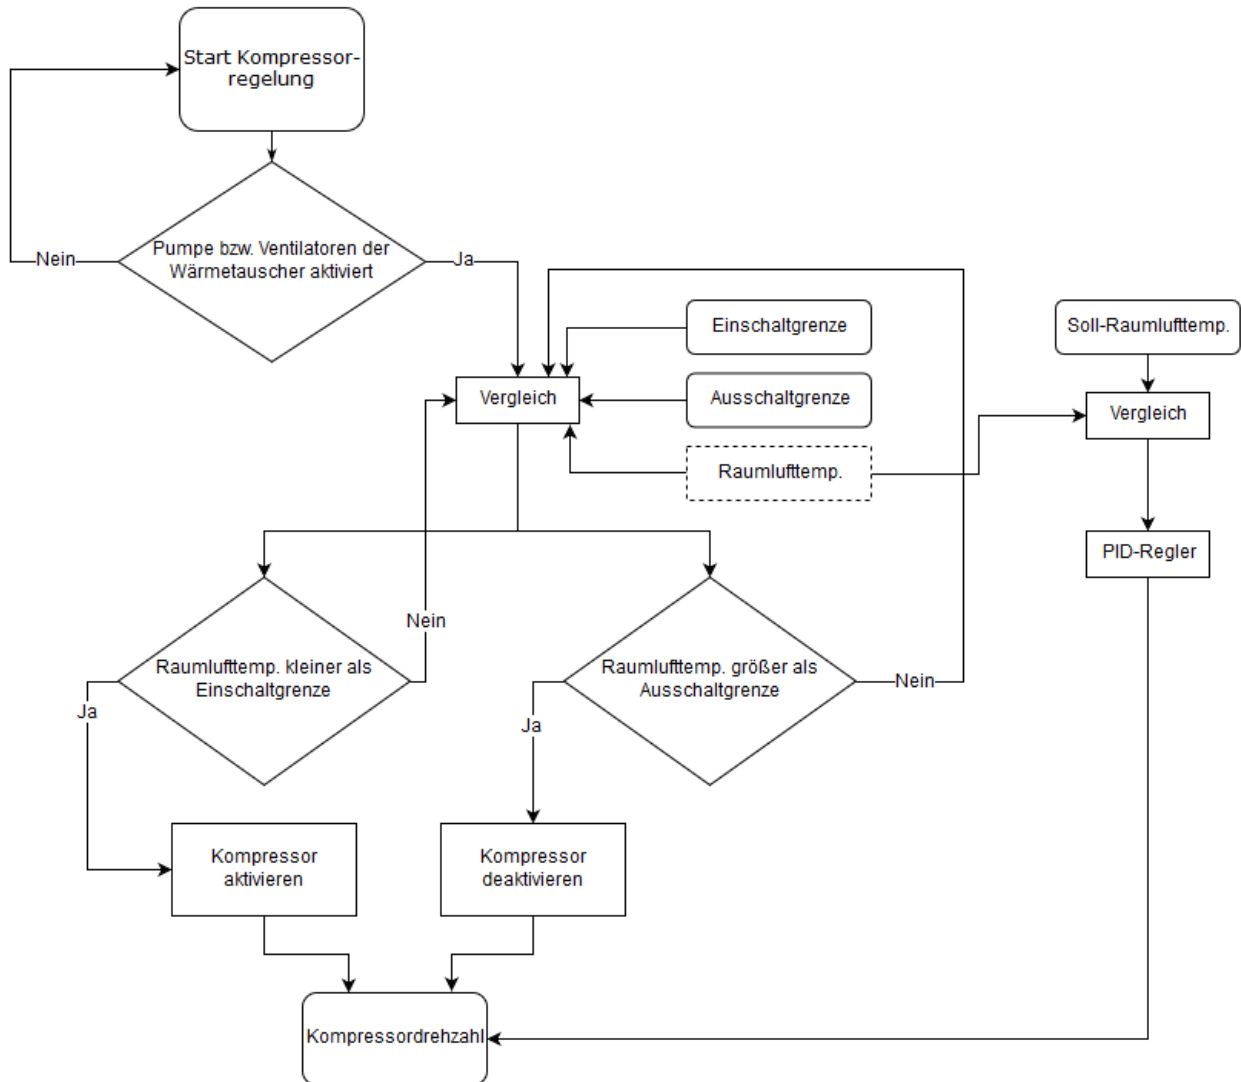 Start Kompressor-
regelung
Pumpe bzw. Ventilatoren der
Wärmetauscher aktiviert
Nein
Ja
Einschaltgrenze
Soll-Raumlufttemp.
Vergleich
Ausschaltgrenze
Vergleich
Raumlufttemp.
PID-Regler
Nein
Raumlufttemp. kleiner als
Einschaltgrenze
Raumlufttemp. größer als
Ausschaltgrenze
Nein
Ja
Ja
Kompressor
aktivieren
Kompressor
deaktivieren
Kompressordrehzahl